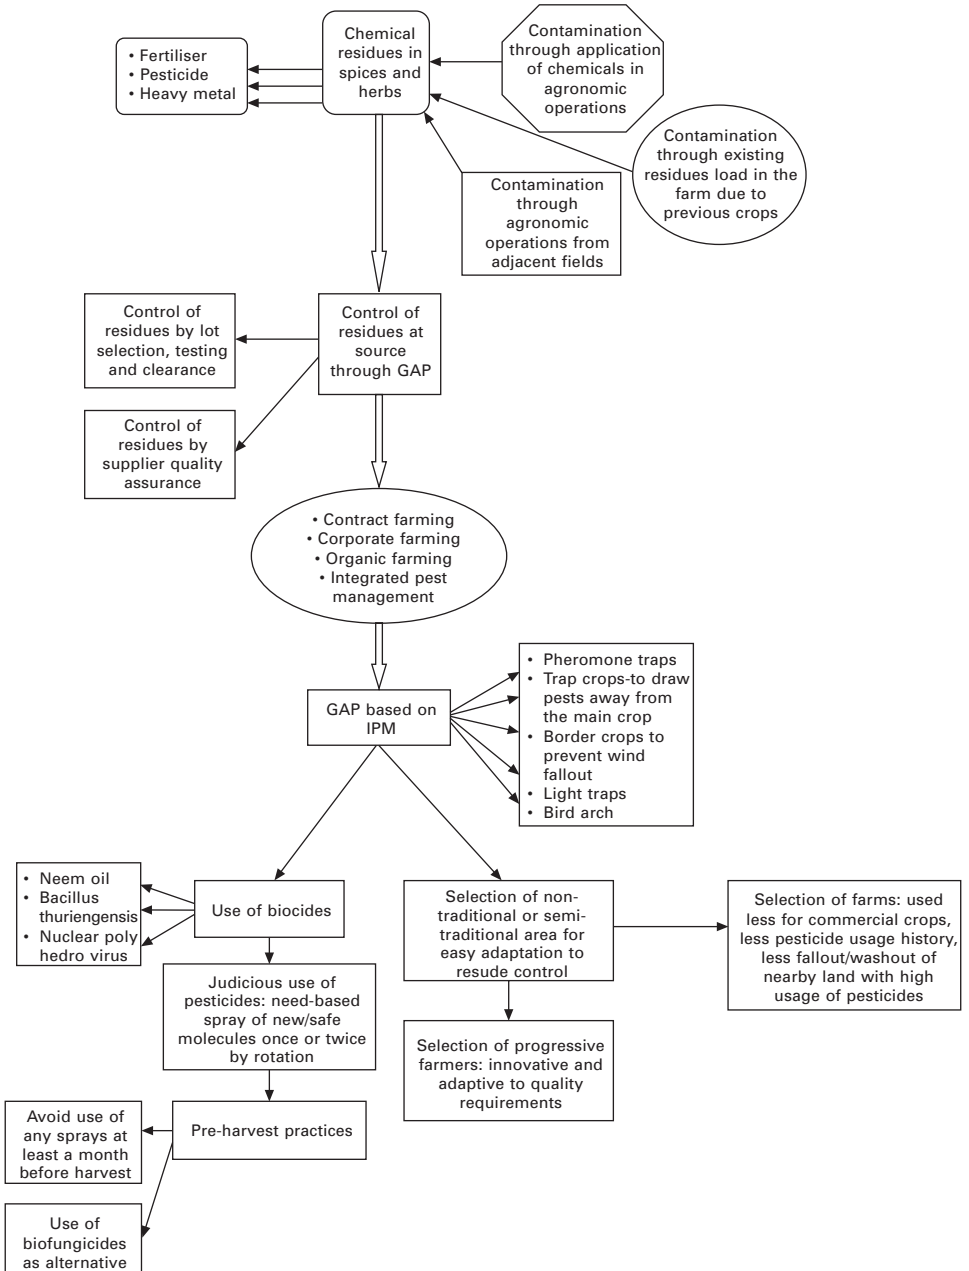 Chemical
residues in
spices and
herbs
• Fertiliser
• Pesticide
• Heavy metal
Contamination
through application
of chemicals in
agronomic
operations
Contamination
through existing
residues load in the
farm due to
previous crops
Contamination
through
agronomic
operations from
adjacent fields
Control of
residues at
source
through GAP
Control of
residues by lot
selection, testing
and clearance
Control of
residues by
supplier quality
assurance
• Contract farming
• Corporate farming
• Organic farming
• Integrated pest
management
GAP based on
IPM
• Pheromone traps
• Trap crops-to draw
pests away from
the main crop
• Border crops to
prevent wind
fallout
• Light traps
• Bird arch
• Neem oil
• Bacillus
thuriengensis
• Nuclear poly
hedro virus
Use of biocides
Selection of non-
traditional or semi-
traditional area for
easy adaptation to
resude control
Selection of farms: used
less for commercial crops,
less pesticide usage history,
less fallout/washout of
nearby land with high
usage of pesticides
Judicious use of
pesticides: need-based
spray of new/safe
molecules once or twice
by rotation
Selection of progressive
farmers: innovative and
adaptive to quality
requirements
Pre-harvest practices
Avoid use of
any sprays at
least a month
before harvest
Use of
biofungicides
as alternative